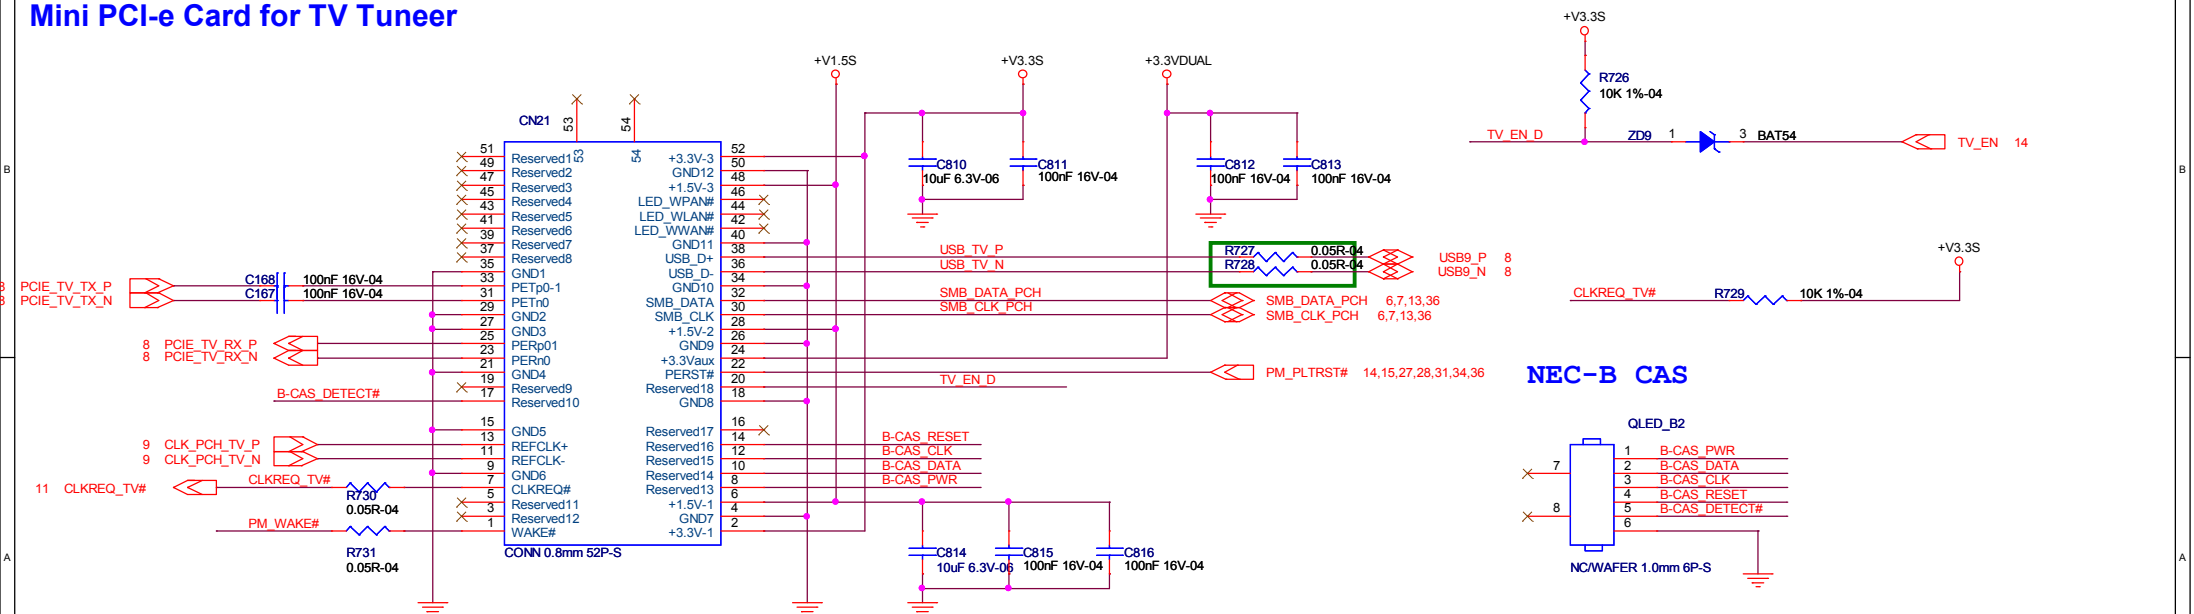 Mini PCI-e Card for TV Tuneer
+V1.5S
+V3.3S
+3.3VDUAL
+V3.3S
R726
10K 1%-04
TV_EN_D
ZD9
1
3
BAT54
TV_EN 14
CN21
53
54
53
54
51 Reserved1
49 Reserved2
47 Reserved3
45 Reserved4
43 Reserved5
41 Reserved6
39 Reserved7
37 Reserved8
35 GND1
33 PETp0-1
31 PETn0
29 GND2
27 GND3
25 PERp01
23 PERn0
21 GND4
19 Reserved9
17 Reserved10
15 GND5
13 REFCLK+
11 REFCLK-
9 GND6
7 CLKREQ#
5 Reserved11
3 Reserved12
1 WAKE#
+3.3V-3 52
GND12 50
+1.5V-3 48
LED_WPAN# 46
LED_WLAN# 44
LED_WWAN# 42
GND11 40
USB_D+ 38
USB_D- 36
GND10 34
SMB_DATA 32
SMB_CLK 30
+1.5V-2 28
GND9 26
+3.3Vaux 24
PERST# 22
Reserved18 20
GND8 18
Reserved17 16
Reserved16 14
Reserved15 12
Reserved14 10
Reserved13 8
+1.5V-1 6
GND7 4
+3.3V-1 2
CONN 0.8mm 52P-S
PCIE_TV_TX_P
PCIE_TV_TX_N
C168 100nF 16V-04
C167 100nF 16V-04
8 PCIE_TV_RX_P
8 PCIE_TV_RX_N
B-CAS_DETECT#
9 CLK_PCH_TV_P
9 CLK_PCH_TV_N
11 CLKREQ_TV#
CLKREQ_TV#
R730
0.05R-04
PM_WAKE#
R731
0.05R-04
C810
10uF 6.3V-06
C811
100nF 16V-04
C812
100nF 16V-04
C813
100nF 16V-04
USB_TV_P
USB_TV_N
R727 0.05R-04
R728 0.05R-04
USB9_P 8
USB9_N 8
SMB_DATA_PCH
SMB_CLK_PCH
SMB_DATA_PCH 6,7,13,36
SMB_CLK_PCH 6,7,13,36
PM_PLTRST# 14,15,27,28,31,34,36
TV_EN_D
B-CAS_RESET
B-CAS_CLK
B-CAS_DATA
B-CAS_PWR
C814
10uF 6.3V-06
C815
100nF 16V-04
C816
100nF 16V-04
+V3.3S
CLKREQ_TV#
R729
10K 1%-04
NEC-B CAS
QLED_B2
7
8
1 B-CAS_PWR
2 B-CAS_DATA
3 B-CAS_CLK
4 B-CAS_RESET
5 B-CAS_DETECT#
6
NC/WAFER 1.0mm 6P-S
B
B
A
A